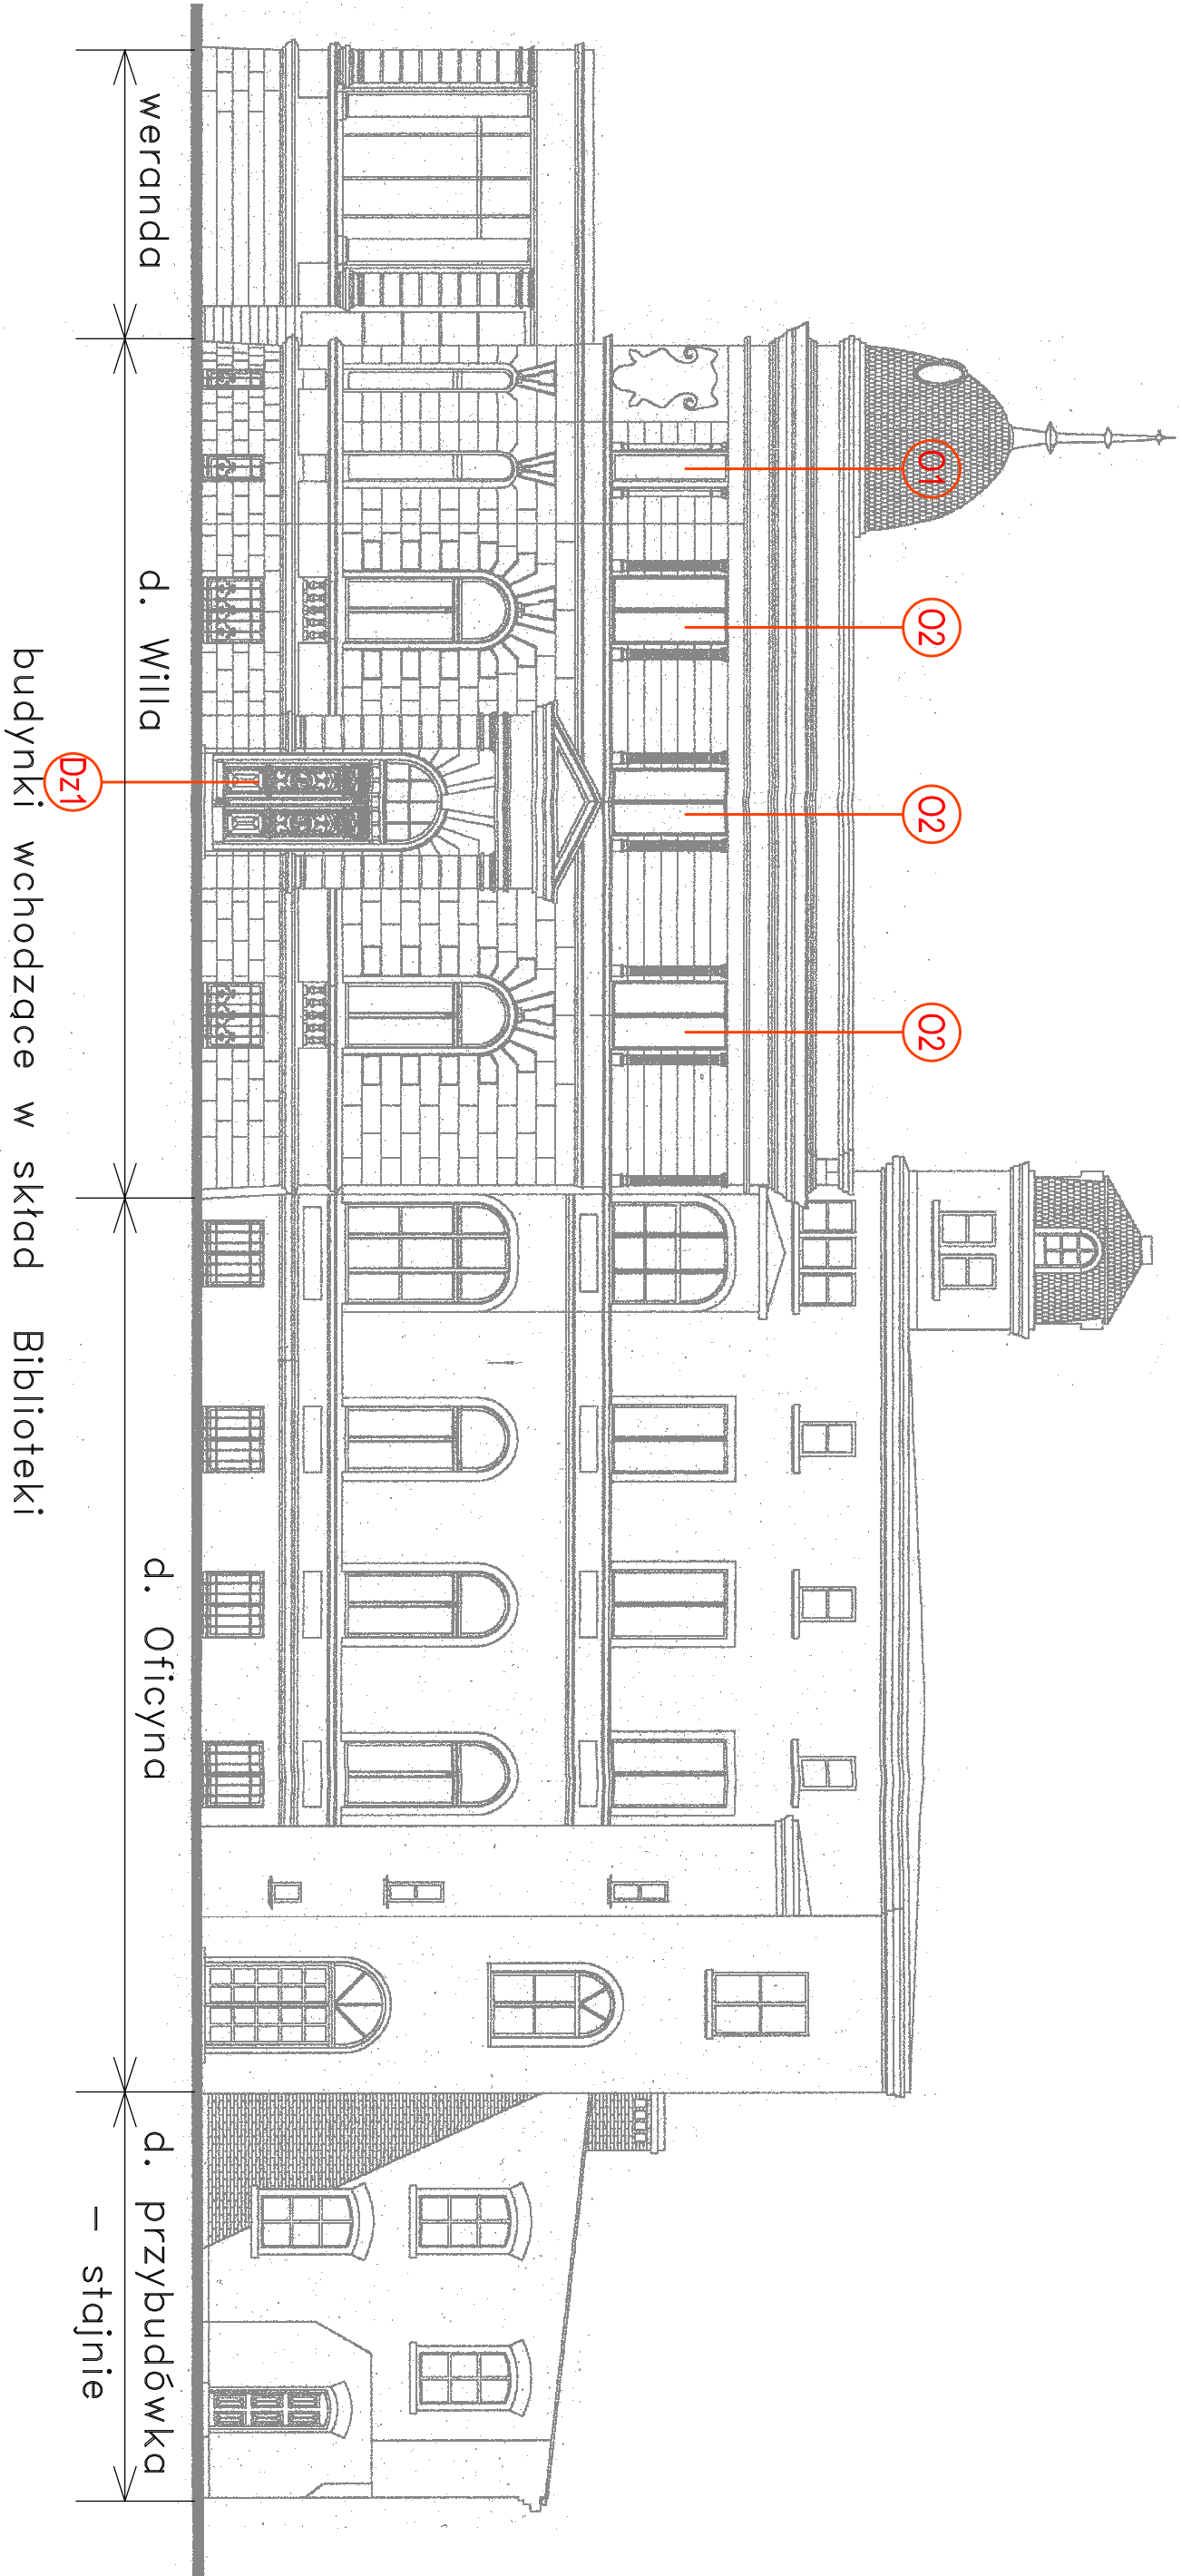 O1
O2
O2
O2
Dz1
weranda
d. Willa
d. Oficyna
d. przybudówka
– stajnie
budynki wchodzące w skład Biblioteki